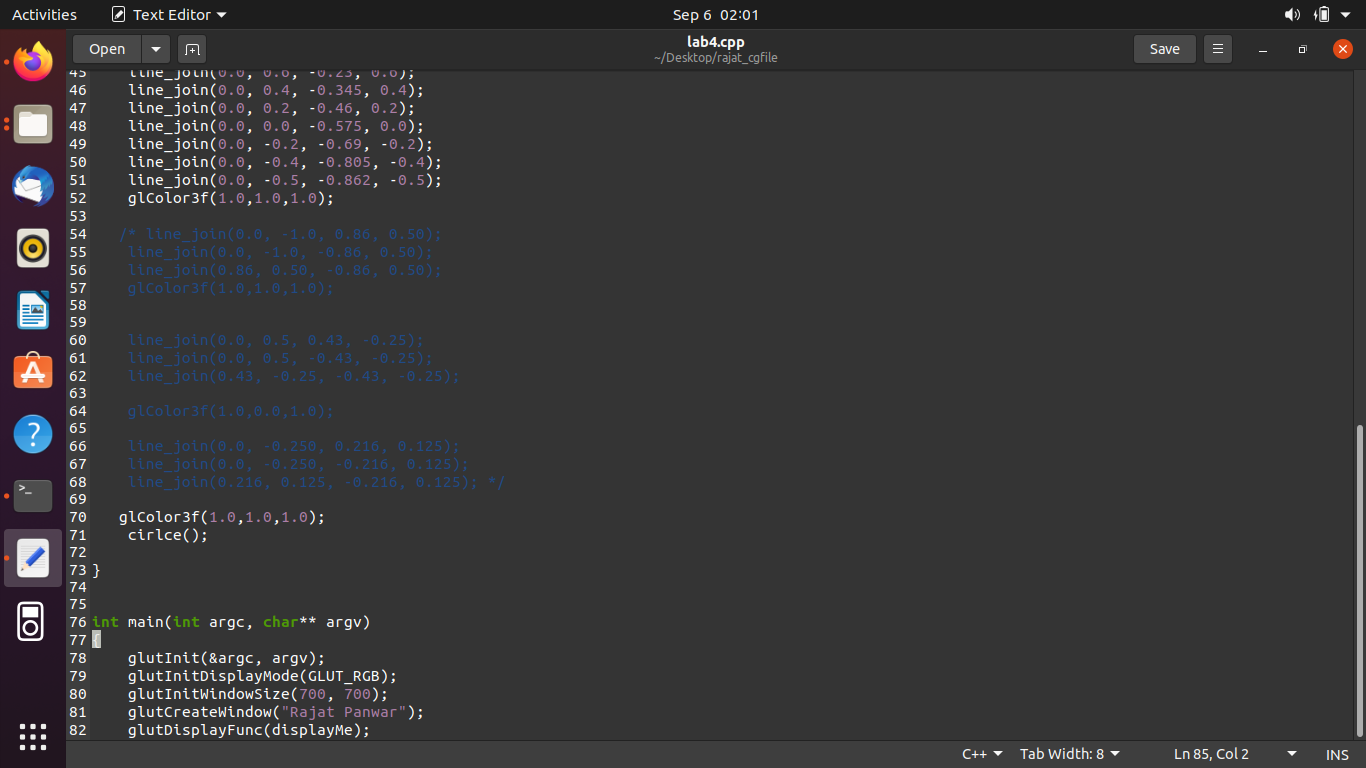 Activities
Text Editor
Sep 6 02:01
Open
lab4.cpp
~/Desktop/rajat_cgfile
Save
45 line_join(0.0, 0.6, -0.23, 0.6);
46 line_join(0.0, 0.4, -0.345, 0.4);
47 line_join(0.0, 0.2, -0.46, 0.2);
48 line_join(0.0, 0.0, -0.575, 0.0);
49 line_join(0.0, -0.2, -0.69, -0.2);
50 line_join(0.0, -0.4, -0.805, -0.4);
51 line_join(0.0, -0.5, -0.862, -0.5);
52 glColor3f(1.0,1.0,1.0);
53
54 /* line_join(0.0, -1.0, 0.86, 0.50);
55 line_join(0.0, -1.0, -0.86, 0.50);
56 line_join(0.86, 0.50, -0.86, 0.50);
57 glColor3f(1.0,1.0,1.0);
58
59
60 line_join(0.0, 0.5, 0.43, -0.25);
61 line_join(0.0, 0.5, -0.43, -0.25);
62 line_join(0.43, -0.25, -0.43, -0.25);
63
64 glColor3f(1.0,0.0,1.0);
65
66 line_join(0.0, -0.250, 0.216, 0.125);
67 line_join(0.0, -0.250, -0.216, 0.125);
68 line_join(0.216, 0.125, -0.216, 0.125); */
69
70 glColor3f(1.0,1.0,1.0);
71 cirlce();
72
73 }
74
75
76 int main(int argc, char** argv)
77 {
78 glutInit(&argc, argv);
79 glutInitDisplayMode(GLUT_RGB);
80 glutInitWindowSize(700, 700);
81 glutCreateWindow("Rajat Panwar");
82 glutDisplayFunc(displayMe);
C++
Tab Width: 8
Ln 85, Col 2
INS